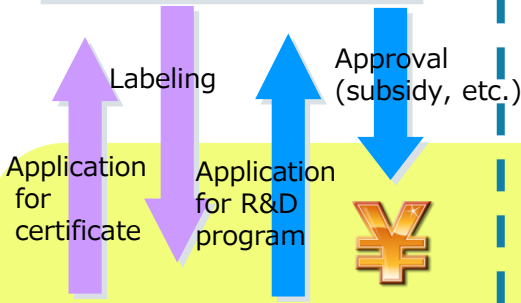 Labeling
Approval
(subsidy, etc.)
Application
for
certificate
Application
for R&D
program
¥